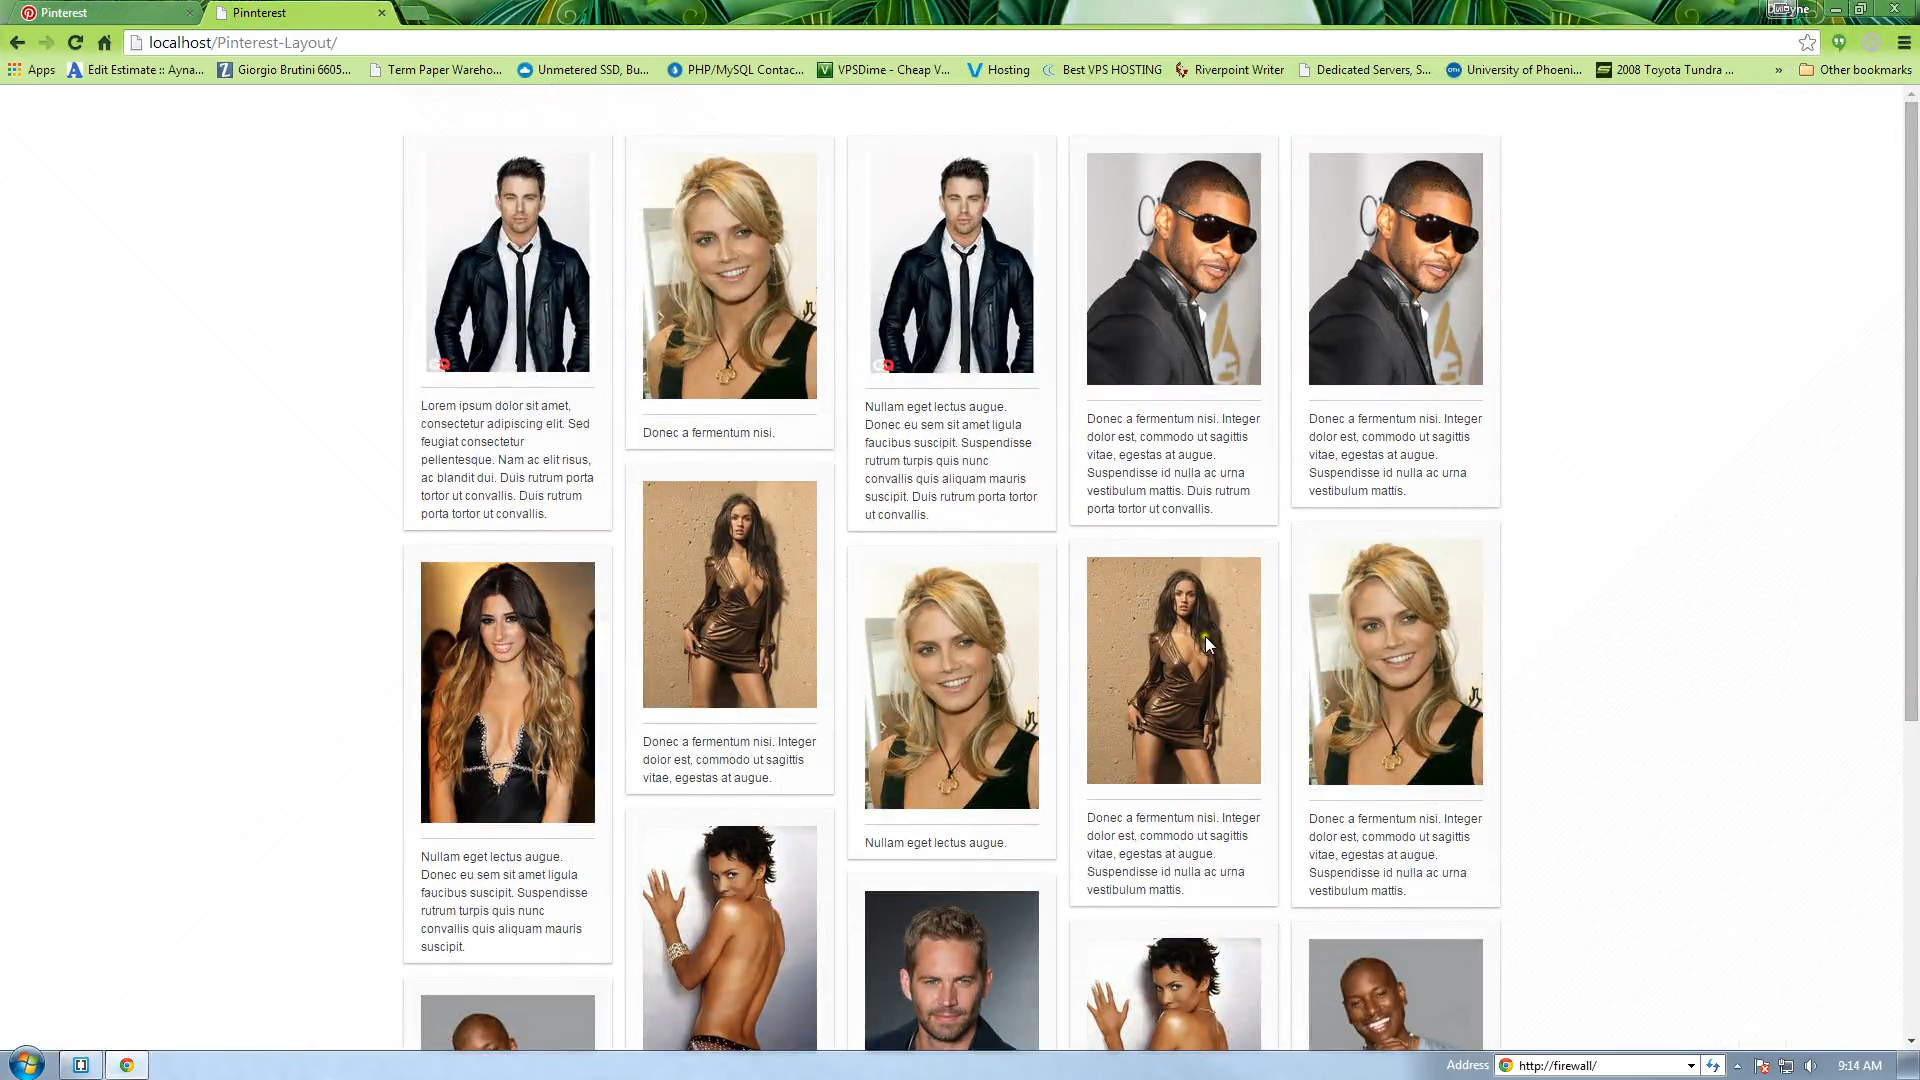 Pinterest
Pinnterest
localhost/Pinterest-Layout/
Apps
Edit Estimate :: Ayna...
Giorgio Brutini 6605...
Term Paper Wareho...
Unmetered SSD, Bu...
PHP/MySQL Contac...
VPSDime - Cheap V...
Hosting
Best VPS HOSTING
Riverpoint Writer
Dedicated Servers, S...
University of Phoeni...
2008 Toyota Tundra ...
»
Other bookmarks
Lorem ipsum dolor sit amet,
consectetur adipiscing elit. Sed
feugiat consectetur
pellentesque. Nam ac elit risus,
ac blandit dui. Duis rutrum porta
tortor ut convallis. Duis rutrum
porta tortor ut convallis.
Donec a fermentum nisi.
GQ
Nullam eget lectus augue.
Donec eu sem sit amet ligula
faucibus suscipit. Suspendisse
rutrum turpis quis nunc
convallis quis aliquam mauris
suscipit. Duis rutrum porta tortor
ut convallis.
Donec a fermentum nisi. Integer
dolor est, commodo ut sagittis
vitae, egestas at augue.
Suspendisse id nulla ac urna
vestibulum mattis. Duis rutrum
porta tortor ut convallis.
Donec a fermentum nisi. Integer
dolor est, commodo ut sagittis
vitae, egestas at augue.
Suspendisse id nulla ac urna
vestibulum mattis.
Nullam eget lectus augue.
Donec eu sem sit amet ligula
faucibus suscipit. Suspendisse
rutrum turpis quis nunc
convallis quis aliquam mauris
suscipit.
Donec a fermentum nisi. Integer
dolor est, commodo ut sagittis
vitae, egestas at augue.
Nullam eget lectus augue.
Donec a fermentum nisi. Integer
dolor est, commodo ut sagittis
vitae, egestas at augue.
Suspendisse id nulla ac urna
vestibulum mattis.
Donec a fermentum nisi. Integer
dolor est, commodo ut sagittis
vitae, egestas at augue.
Suspendisse id nulla ac urna
vestibulum mattis.
Address
http://firewall/
9:14 AM